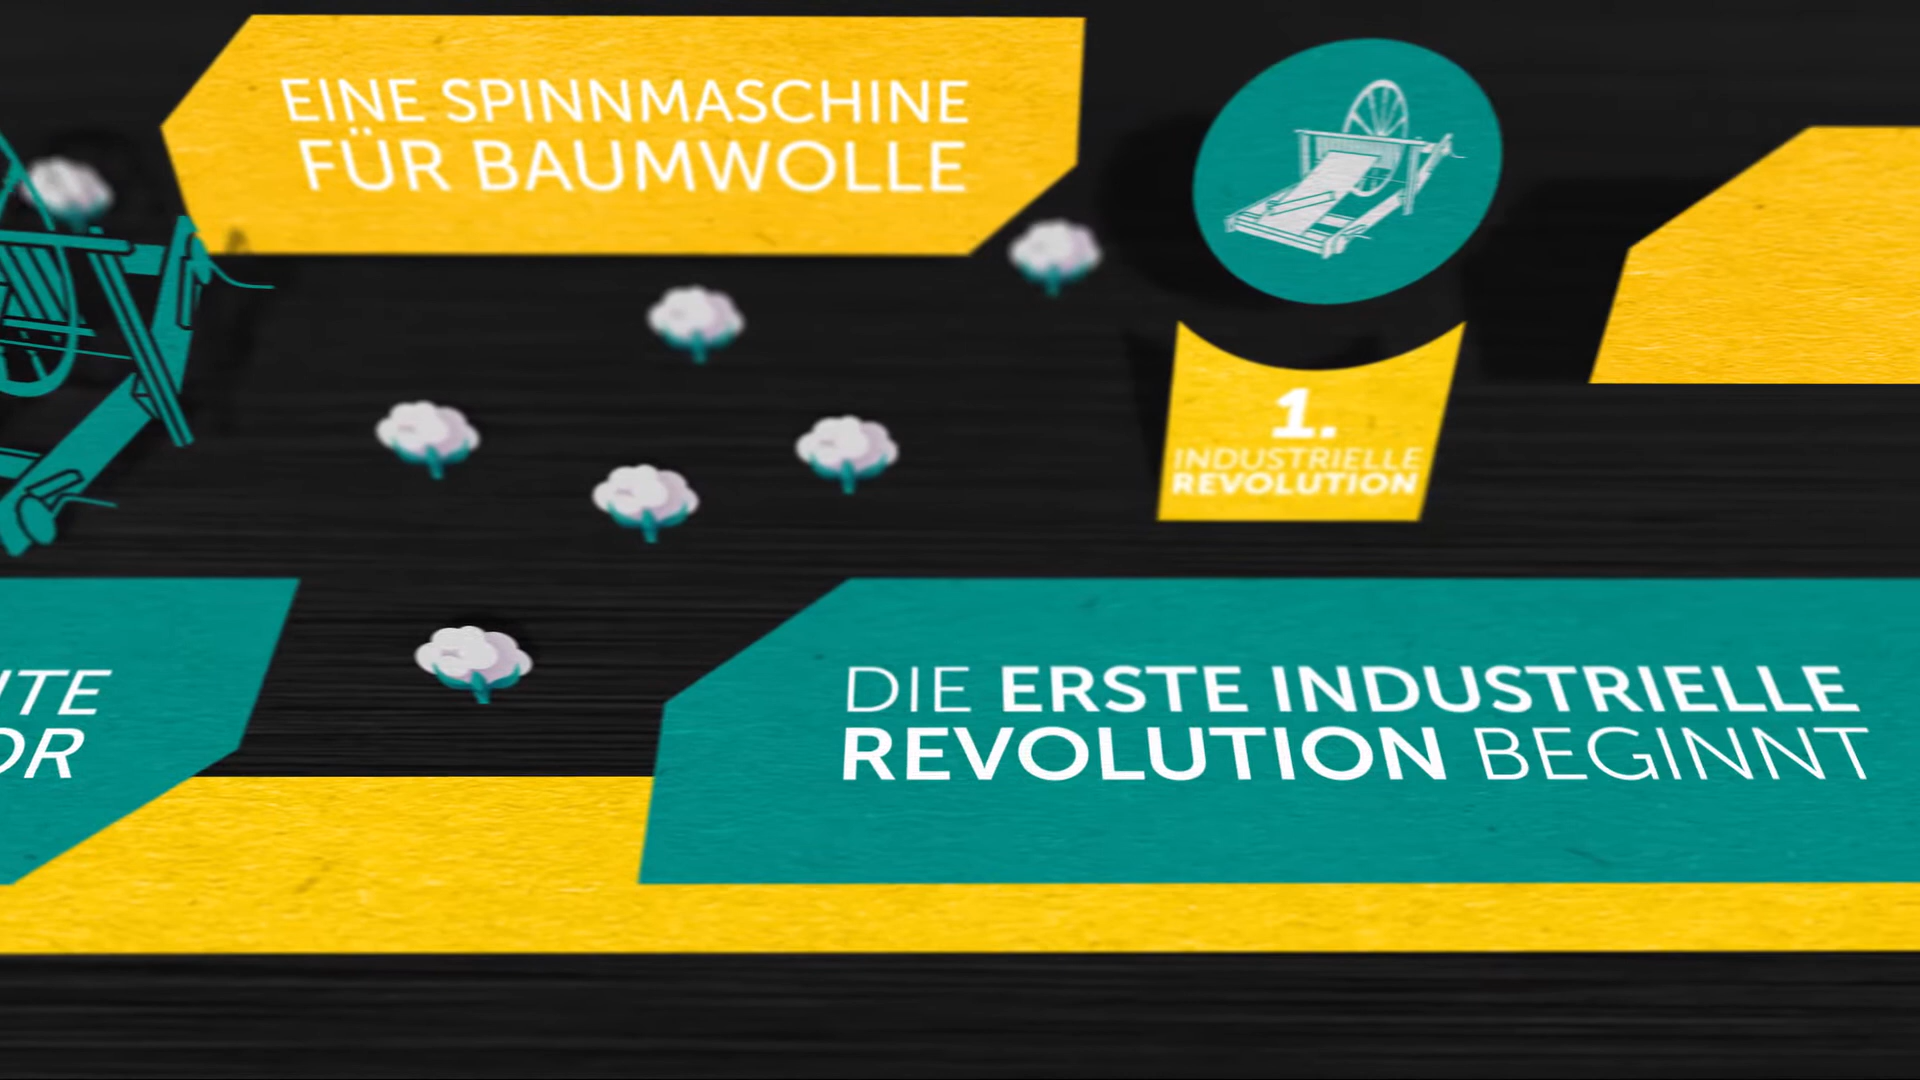 EINE SPINNMASCHINE
FÜR BAUMWOLLE
1.
INDUSTRIELLE
REVOLUTION
DIE ERSTE INDUSTRIELLE
REVOLUTION BEGINNT